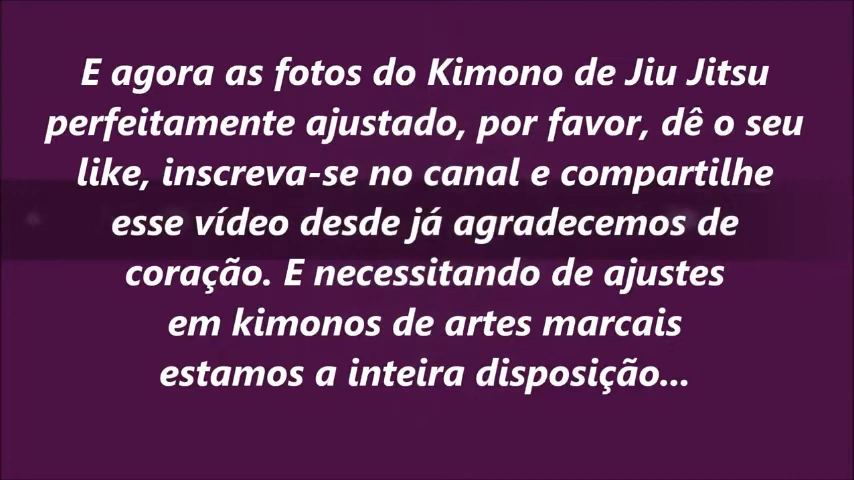 E agora as fotos do Kimono de Jiu Jitsu
perfeitamente ajustado, por favor, dê o seu
like, inscreva-se no canal e compartilhe
esse vídeo desde já agradecemos de
coração. E necessitando de ajustes
em kimonos de artes marcais
estamos a inteira disposição...